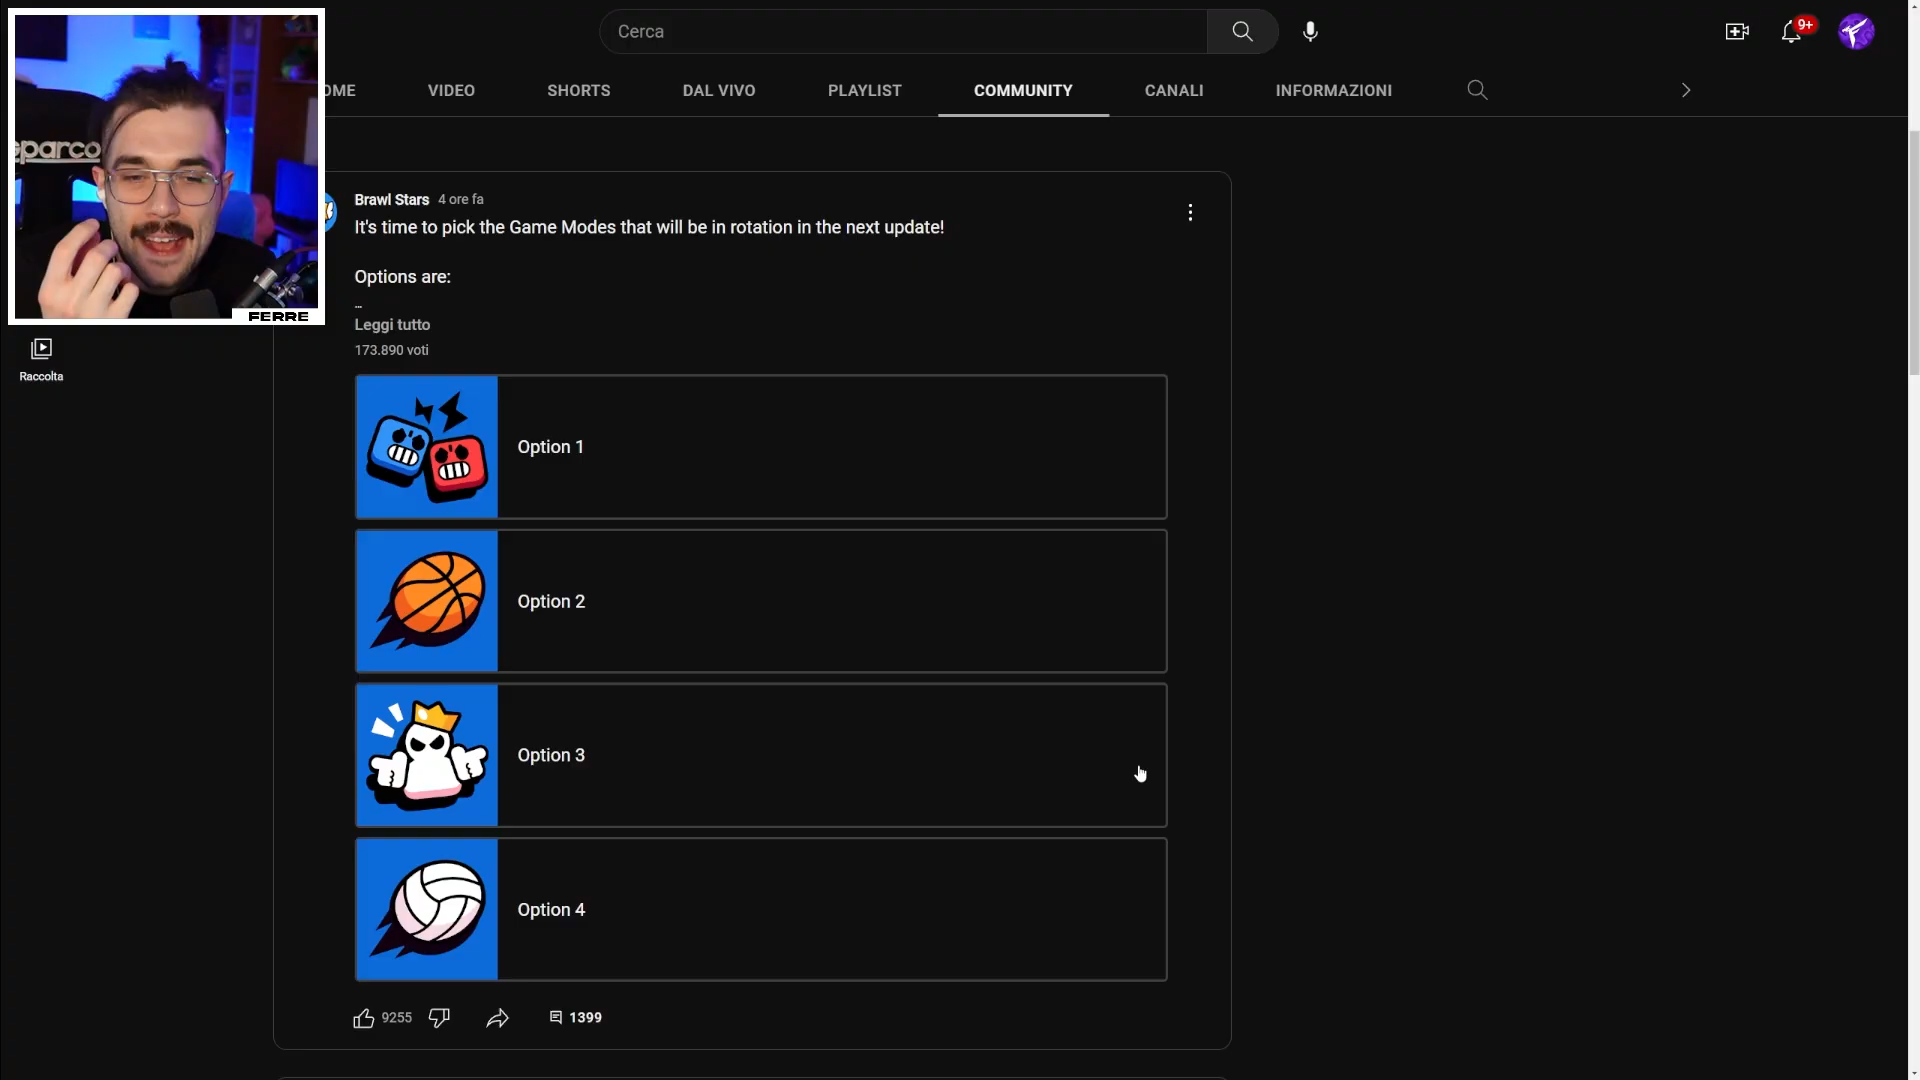 Cerca
9+
OME
VIDEO
SHORTS
DAL VIVO
PLAYLIST
COMMUNITY
CANALI
INFORMAZIONI
parco
FERRE
Raccolta
Brawl Stars 4 ore fa
It's time to pick the Game Modes that will be in rotation in the next update!
Options are:
...
Leggi tutto
173.890 voti
Option 1
Option 2
Option 3
Option 4
9255
1399